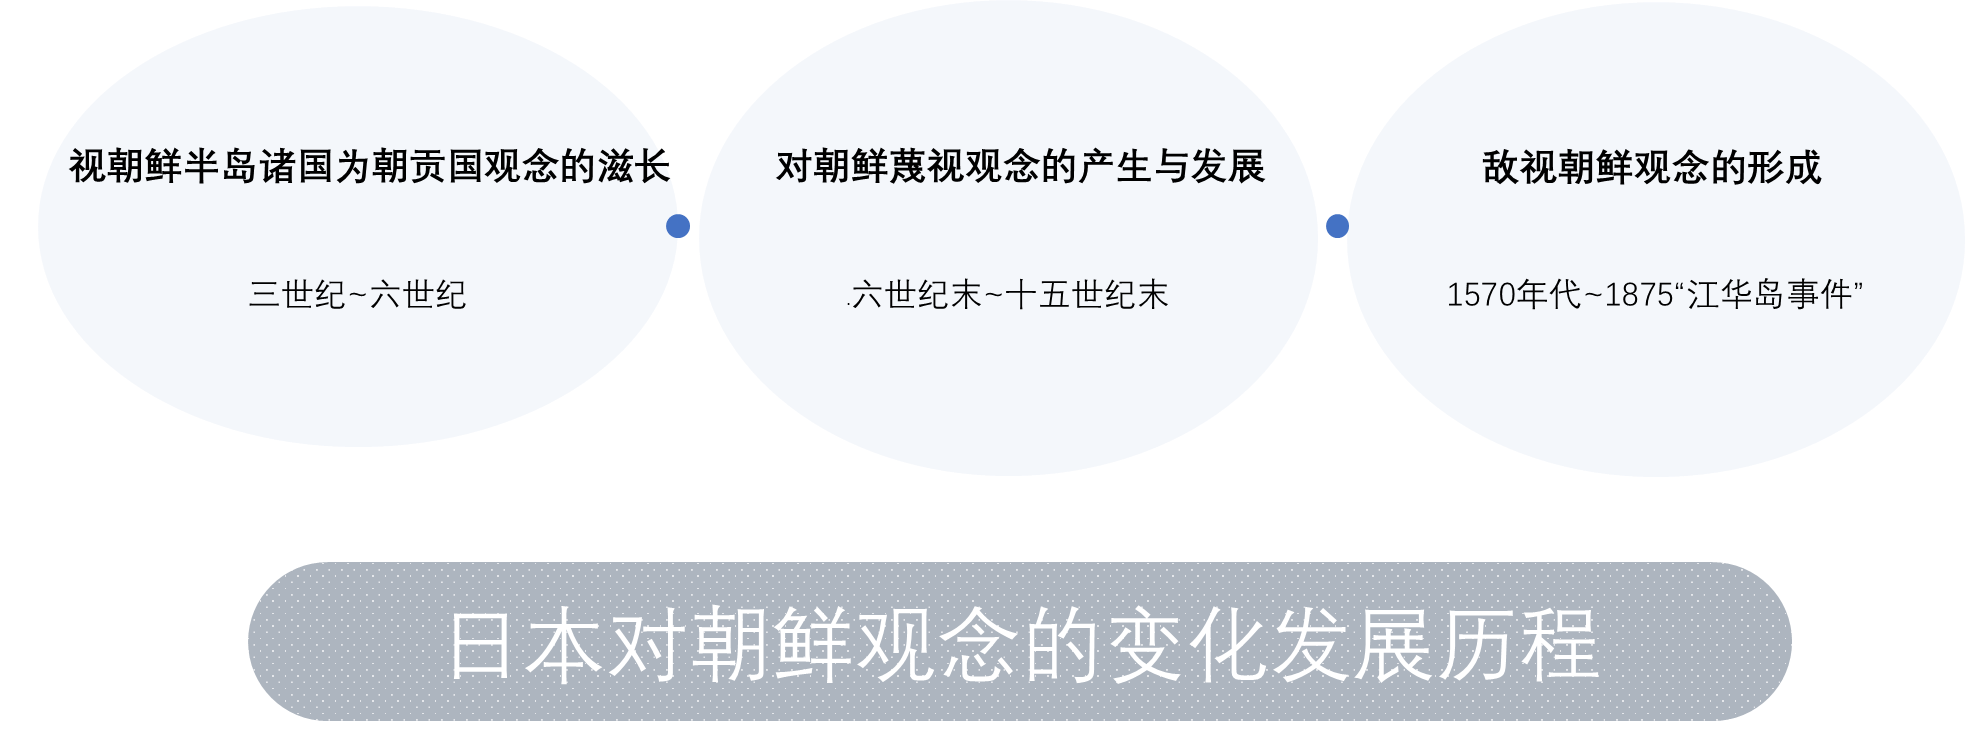 视朝鲜半岛诸国为朝贡国观念的滋长
三世纪~六世纪
对朝鲜蔑视观念的产生与发展
.六世纪末~十五世纪末
敌视朝鲜观念的形成
1570年代~1875“江华岛事件”
日本对朝鲜观念的变化发展历程